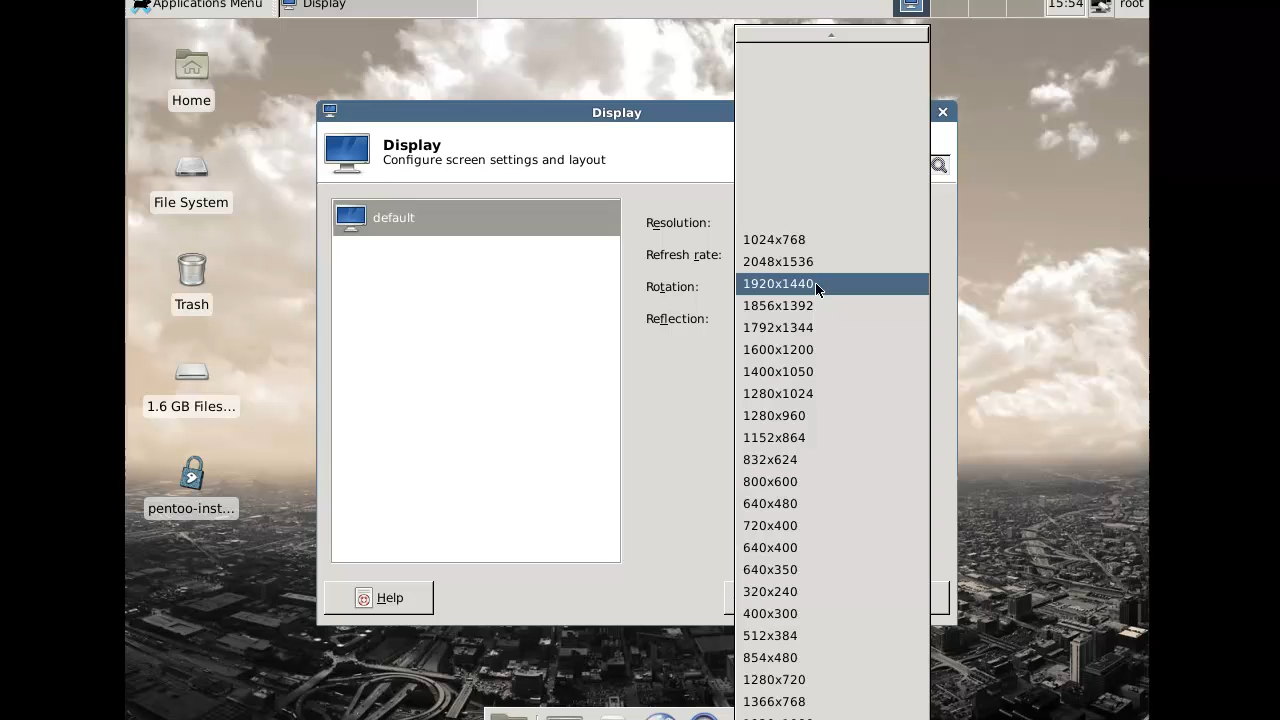 Applications Menu
Display
15:54
root
Home
File System
Trash
1.6 GB Files...
pentoo-inst...
Display
Display
Configure screen settings and layout
default
Resolution:
Refresh rate:
Rotation:
Reflection:
1024x768
2048x1536
1920x1440
1856x1392
1792x1344
1600x1200
1400x1050
1280x1024
1280x960
1152x864
832x624
800x600
640x480
720x400
640x400
640x350
320x240
400x300
512x384
854x480
1280x720
1366x768
Help